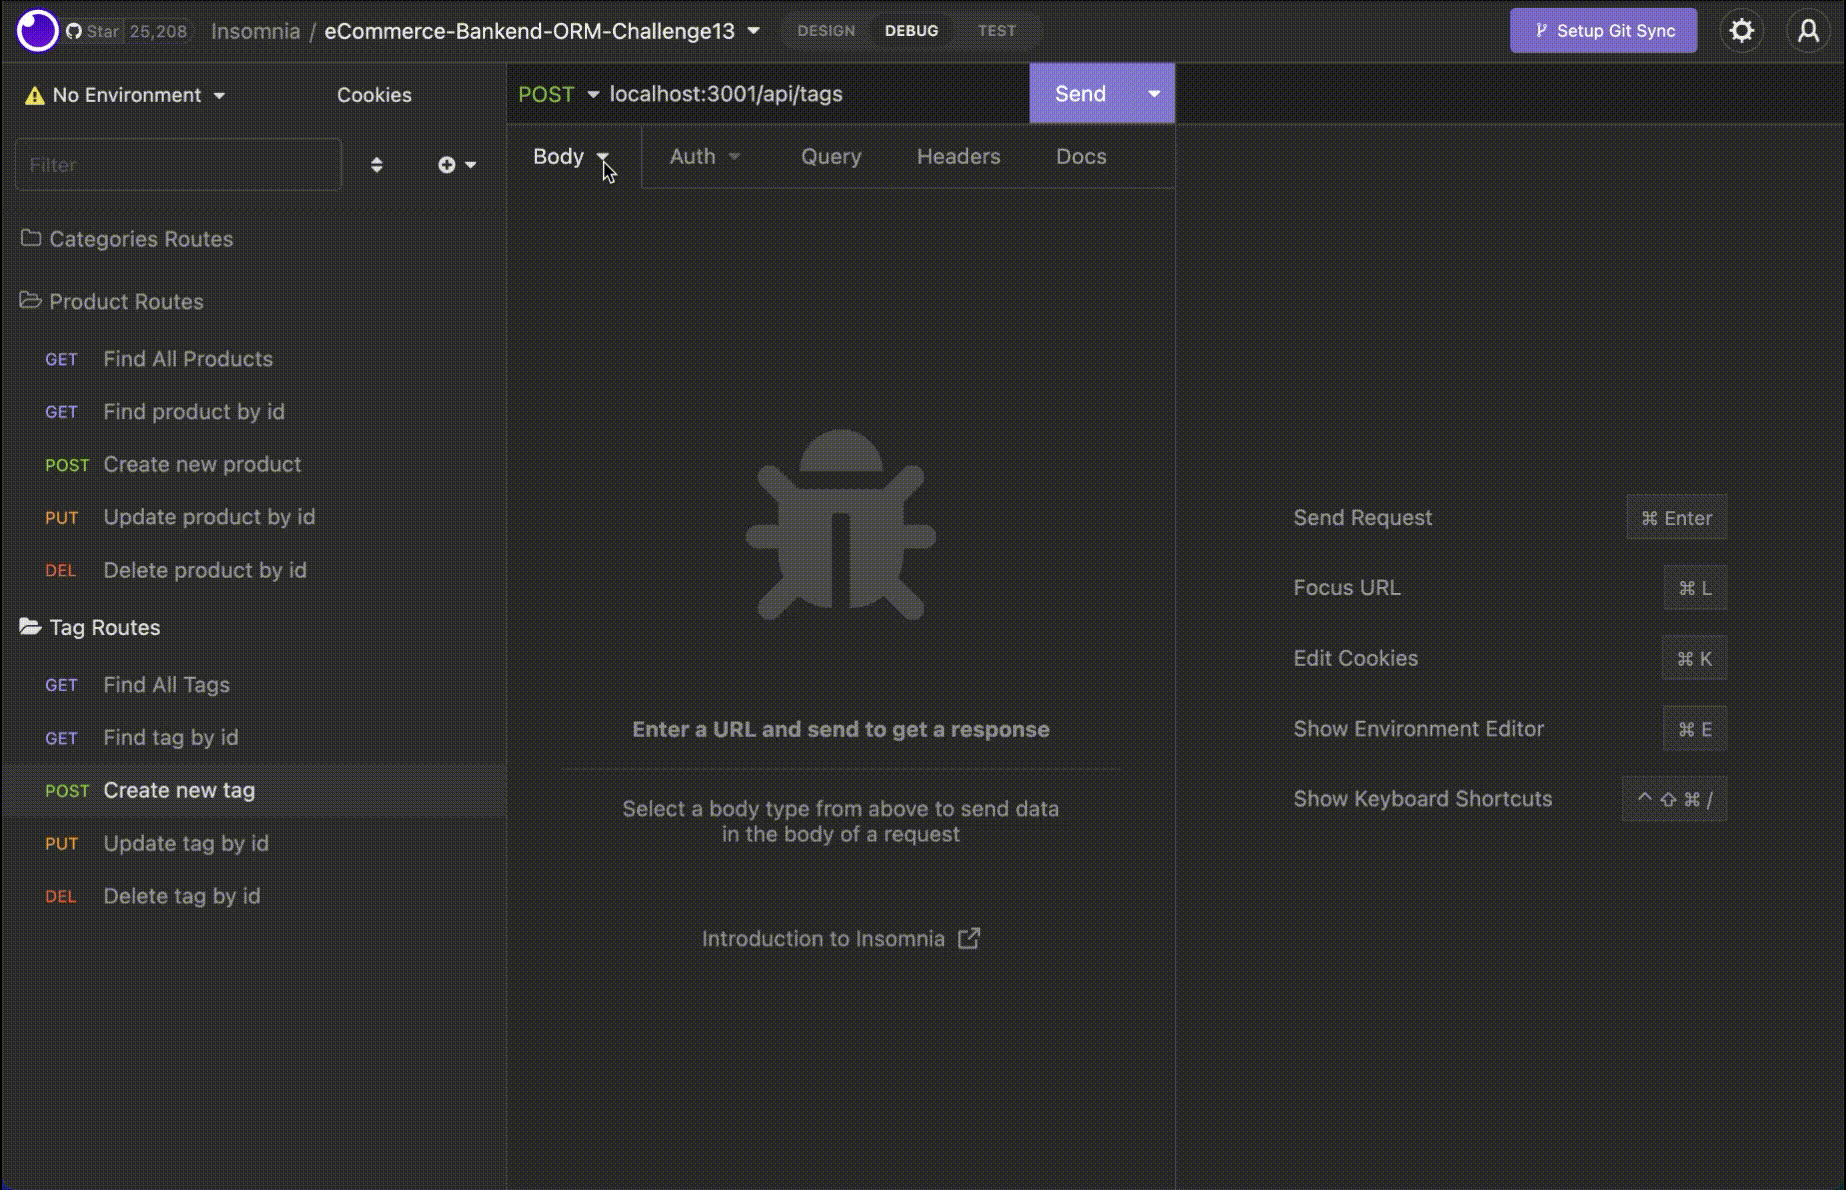 Star 25,208 Insomnia / eCommerce-Bankend-ORM-Challenge13 DESIGN DEBUG TEST Setup Git Sync
No Environment Cookies
Filter
Categories Routes
Product Routes
GET Find All Products
GET Find product by id
POST Create new product
PUT Update product by id
DEL Delete product by id
Tag Routes
GET Find All Tags
GET Find tag by id
POST Create new tag
PUT Update tag by id
DEL Delete tag by id
POST localhost:3001/api/tags Send
Body Auth Query Headers Docs
Enter a URL and send to get a response
Select a body type from above to send data
in the body of a request
Introduction to Insomnia
Send Request ⌘ Enter
Focus URL ⌘ L
Edit Cookies ⌘ K
Show Environment Editor ⌘ E
Show Keyboard Shortcuts ^ ⇧ ⌘ /